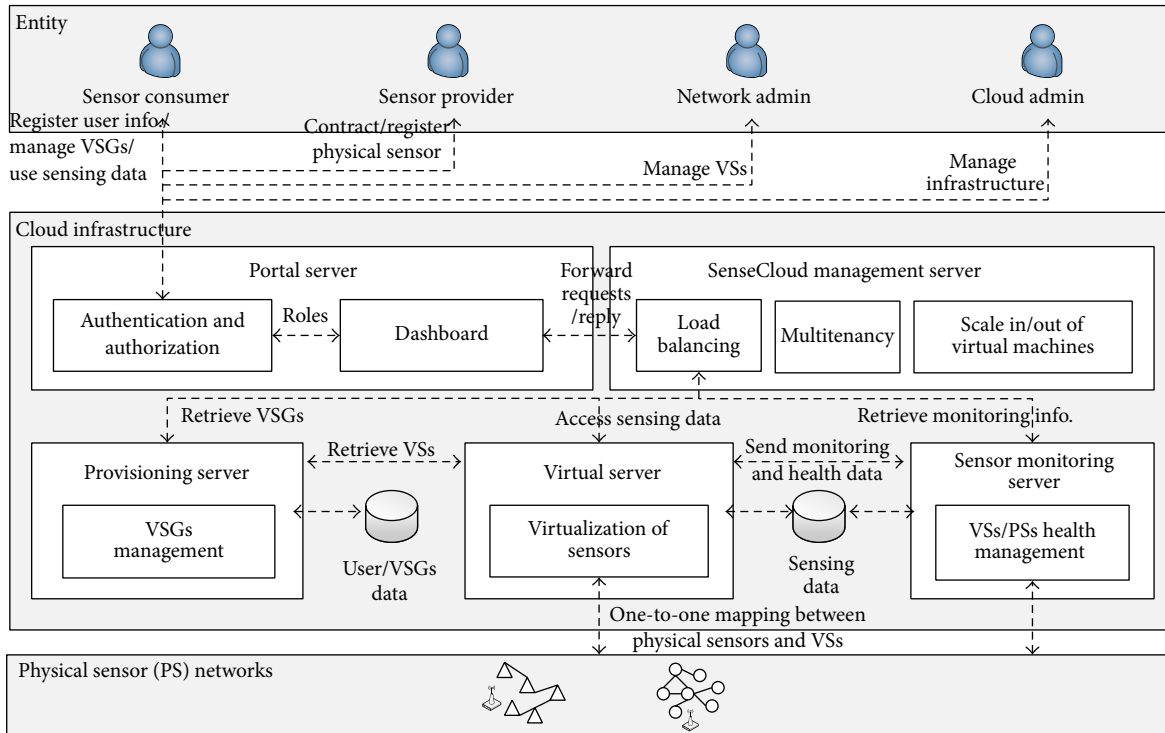 Entity
Sensor consumer
Sensor provider
Network admin
Cloud admin
Register user info/
manage VSGs/
use sensing data
Contract/register
physical sensor
Manage VSs
Manage
infrastructure
Cloud infrastructure
Portal server
Forward
requests
/reply
SenseCloud management server
Authentication and
authorization
Roles
Dashboard
Load
balancing
Multitenancy
Scale in/out of
virtual machines
Retrieve VSGs
Access sensing data
Retrieve monitoring info.
Provisioning server
Retrieve VSs
Virtual server
Send monitoring
and health data
Sensor monitoring
server
VSGs
management
User/VSGs
data
Virtualization of
sensors
Sensing
data
VSs/PSs health
management
One-to-one mapping between
physical sensors and VSs
Physical sensor (PS) networks